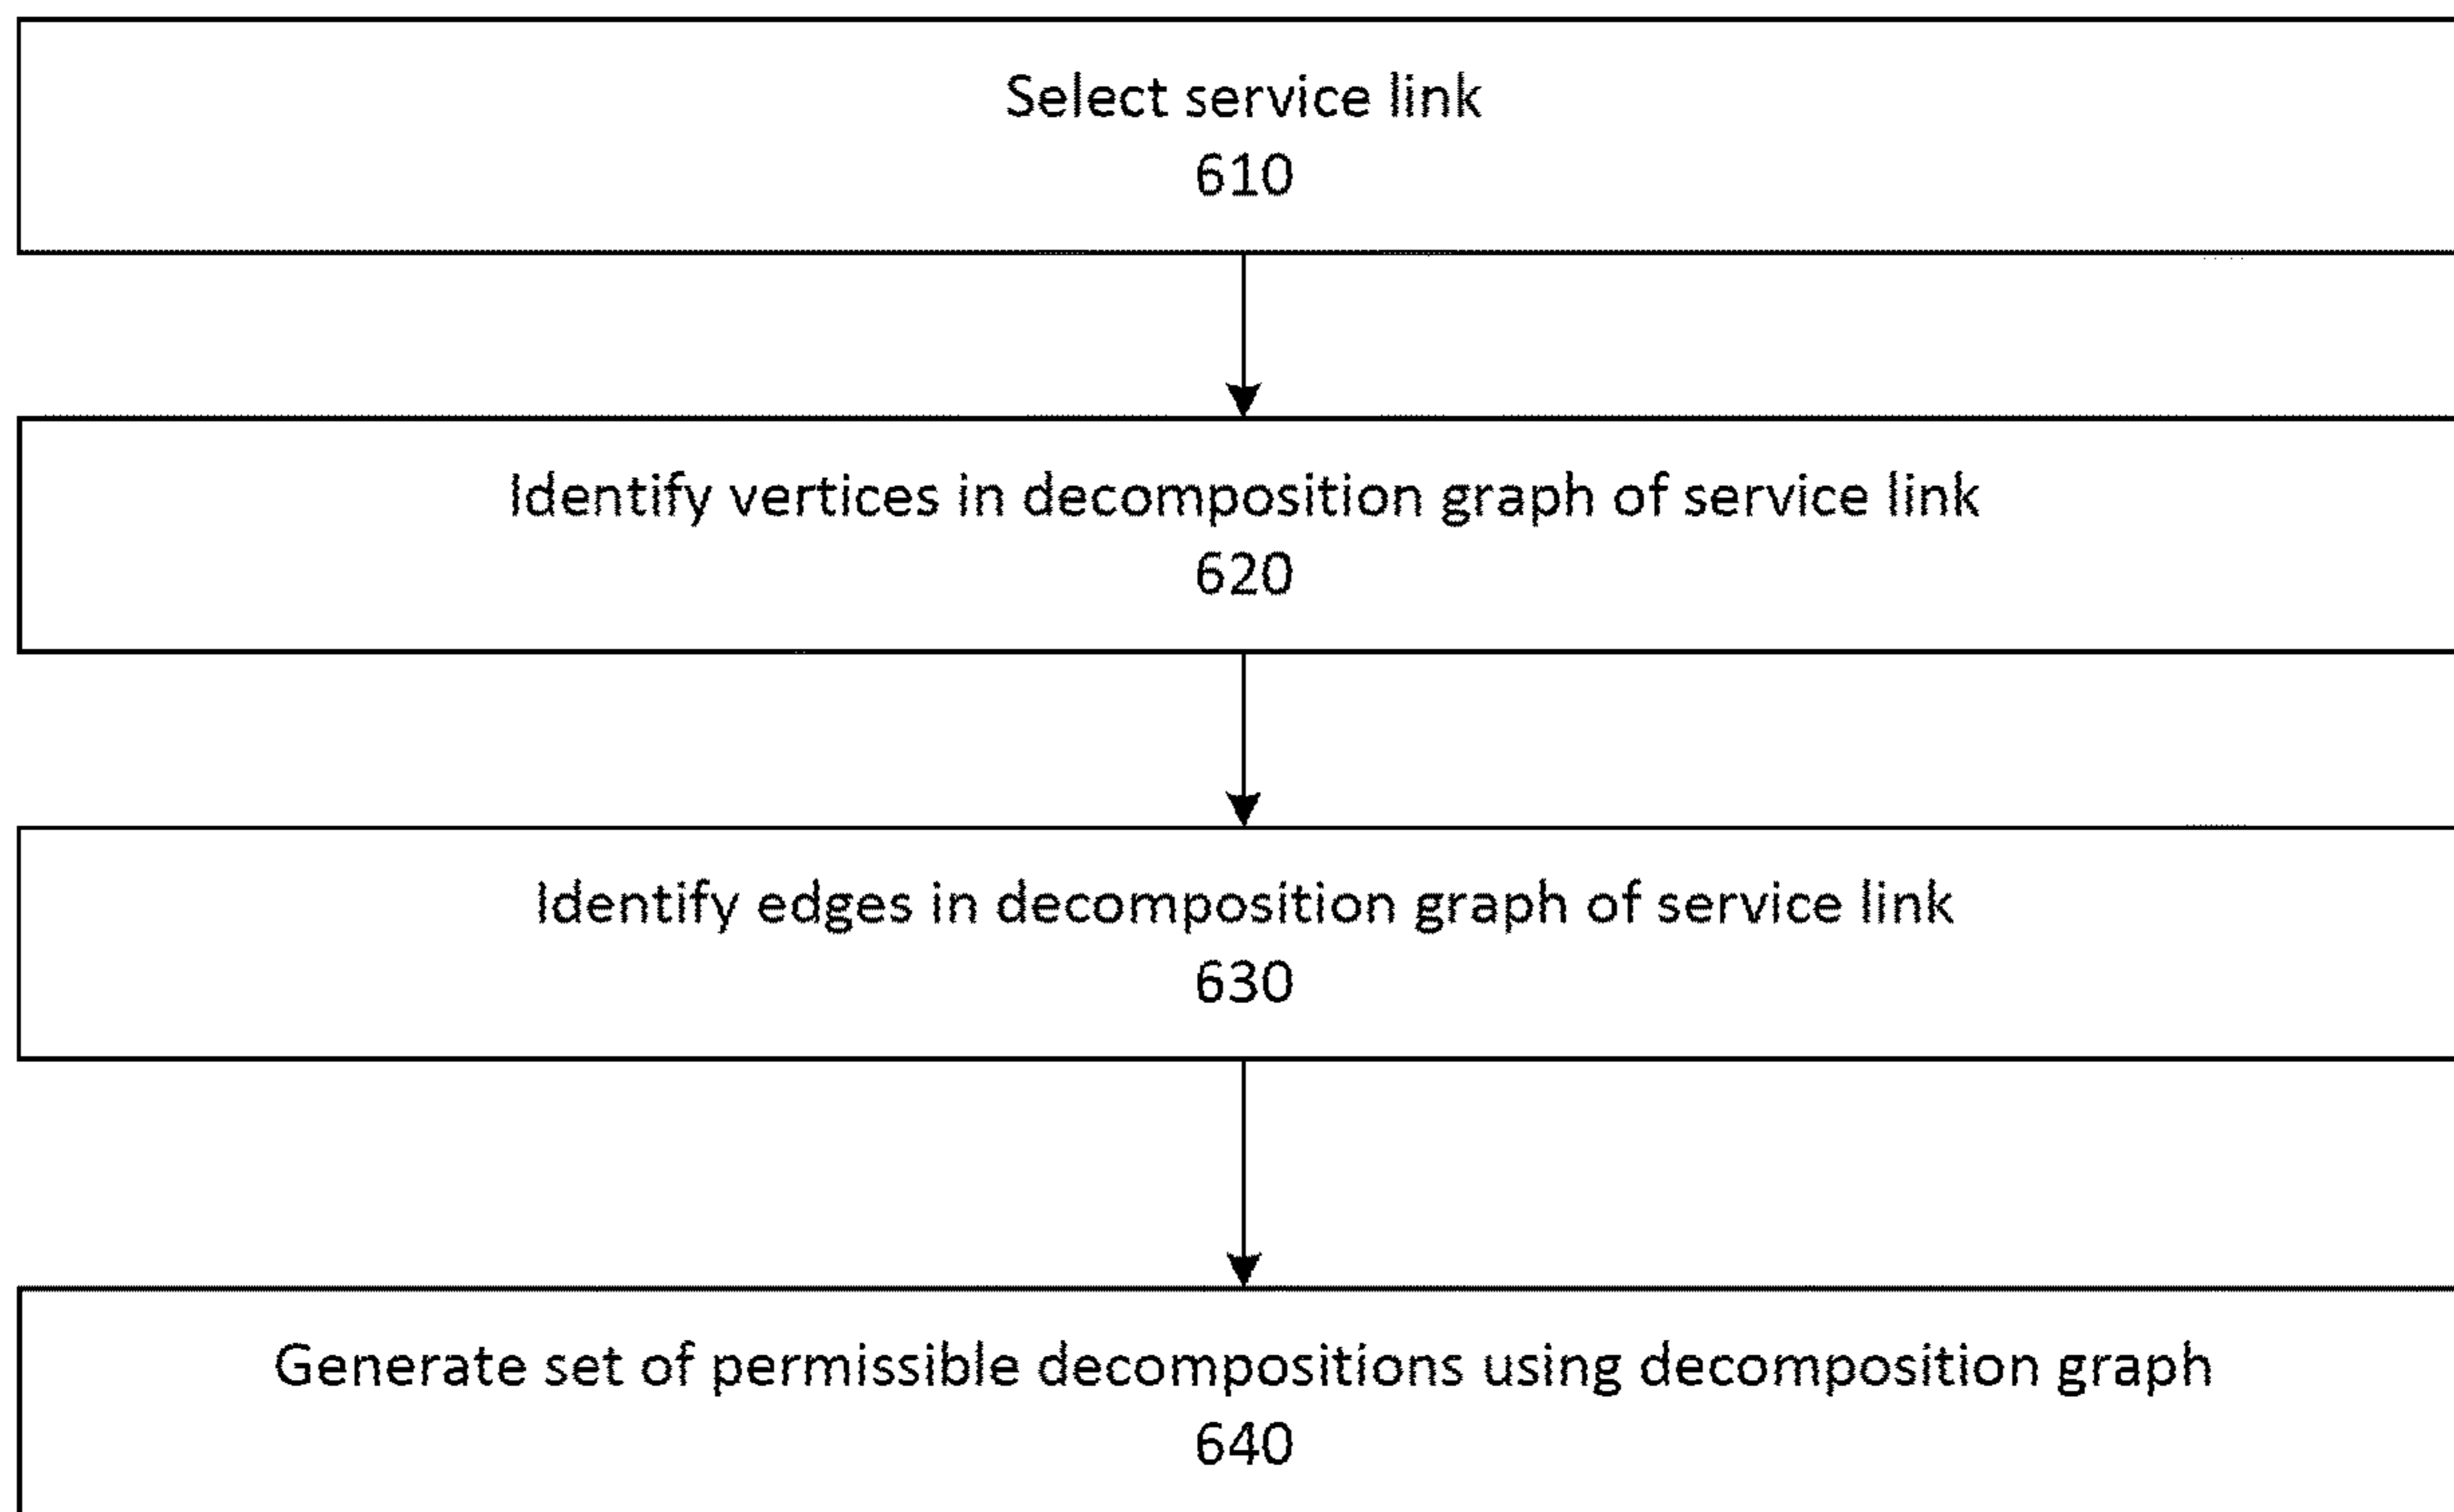 Select service link
610
Identify vertices in decomposition graph of service link
620
Identify edges in decomposition graph of service link
630
Generate set of permissible decompositions using decomposition graph
640